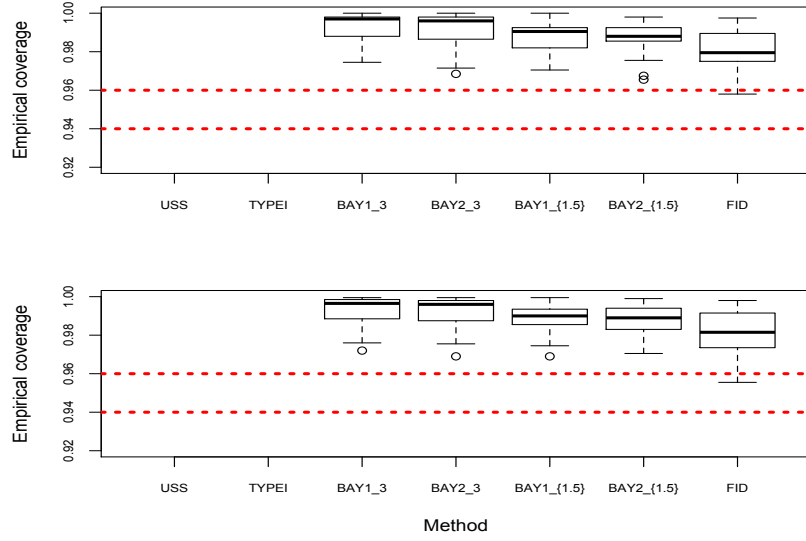 Empirical coverage
1.00
0.98
0.96
0.94
0.92
USS TYPEI BAY1_3 BAY2_3 BAY1_{1.5} BAY2_{1.5} FID
Empirical coverage
1.00
0.98
0.96
0.94
0.92
USS TYPEI BAY1_3 BAY2_3 BAY1_{1.5} BAY2_{1.5} FID
Method